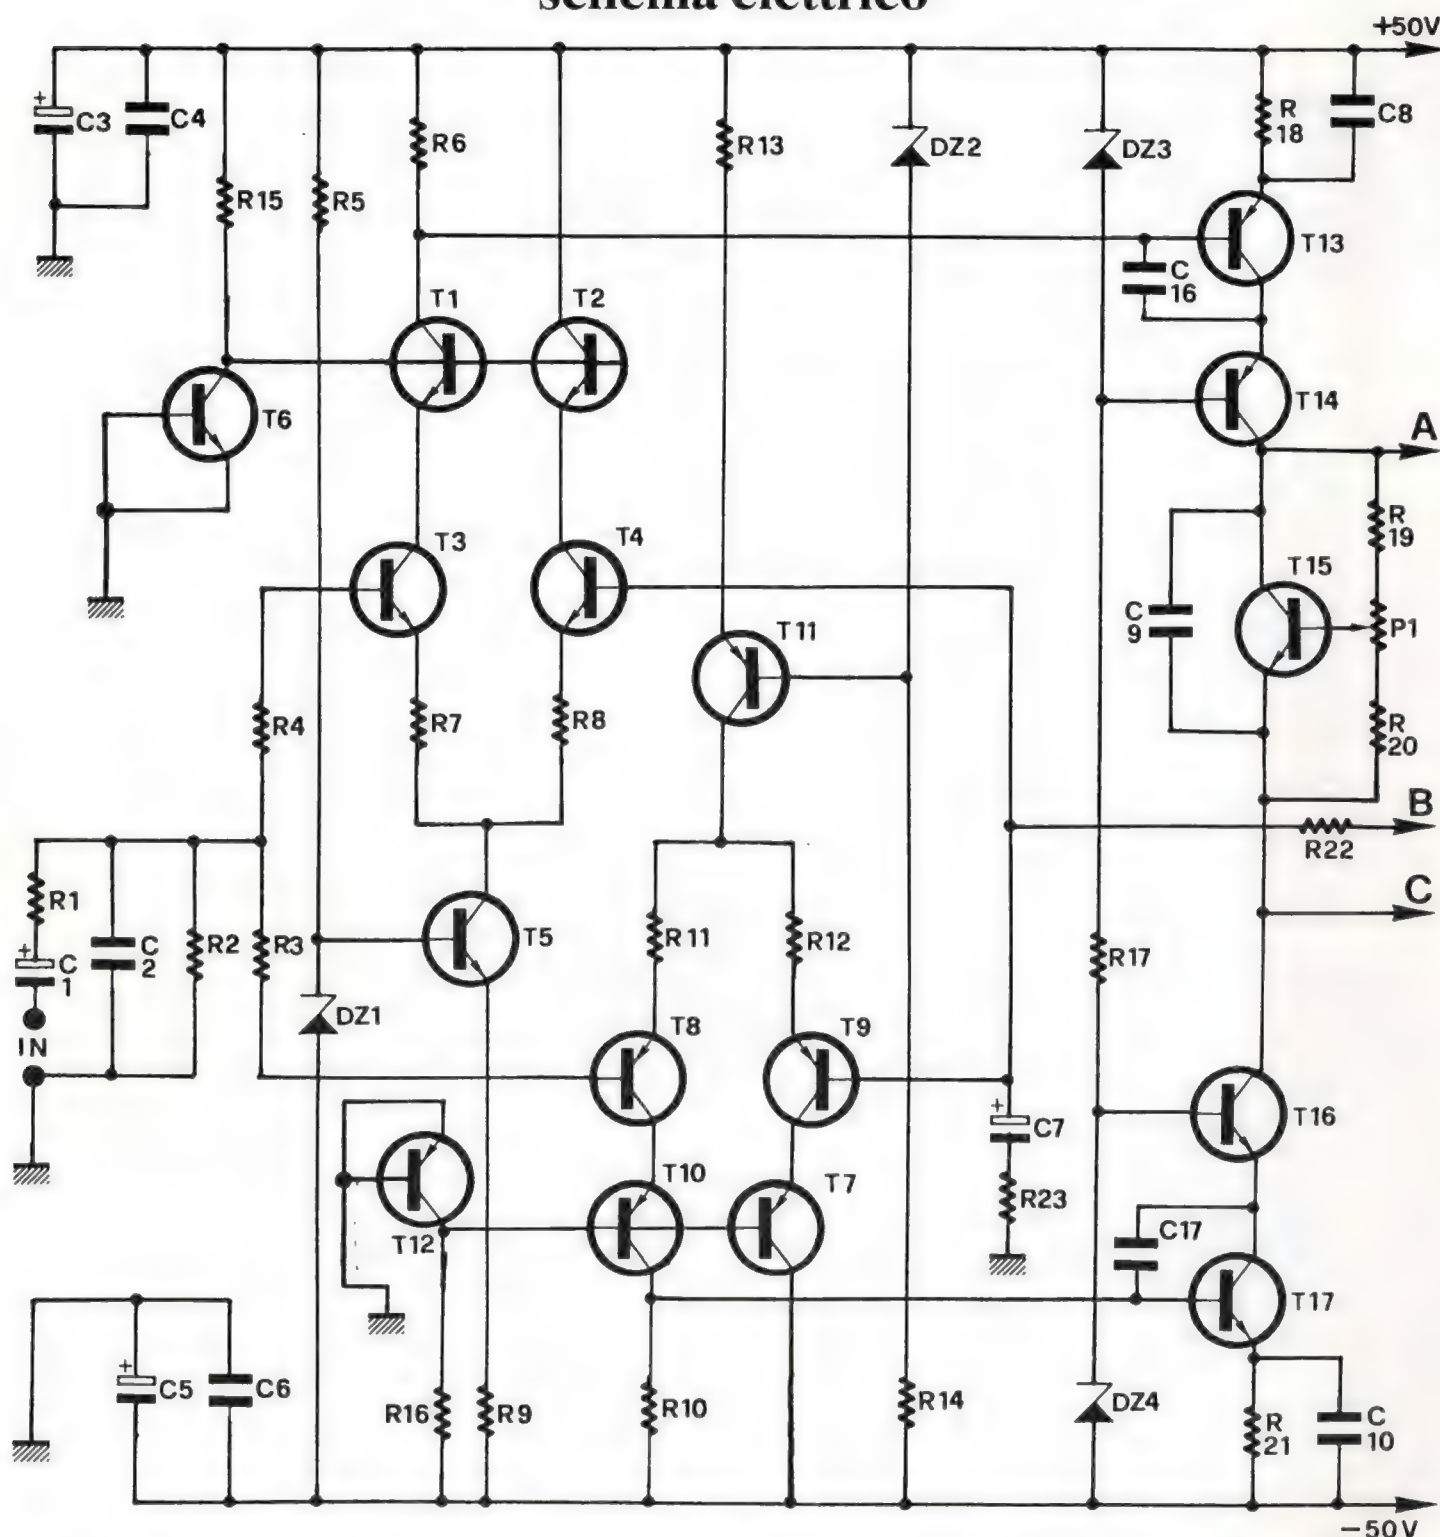 schema elettrico
+50V
+
C3
C4
R15
R5
R6
R13
DZ2
DZ3
R
18
C8
T13
C
16
T1
T2
T6
T14
A
R
19
T3
T4
T15
C
9
P1
T11
R4
R7
R8
R
20
B
R22
C
R1
+
C
1
C
2
R2
R3
T5
R11
R12
R17
IN
DZ1
T8
T9
+
C7
T16
T10
T7
R23
T12
C17
T17
+
C5
C6
R16
R9
R10
R14
DZ4
R
21
C
10
-50V